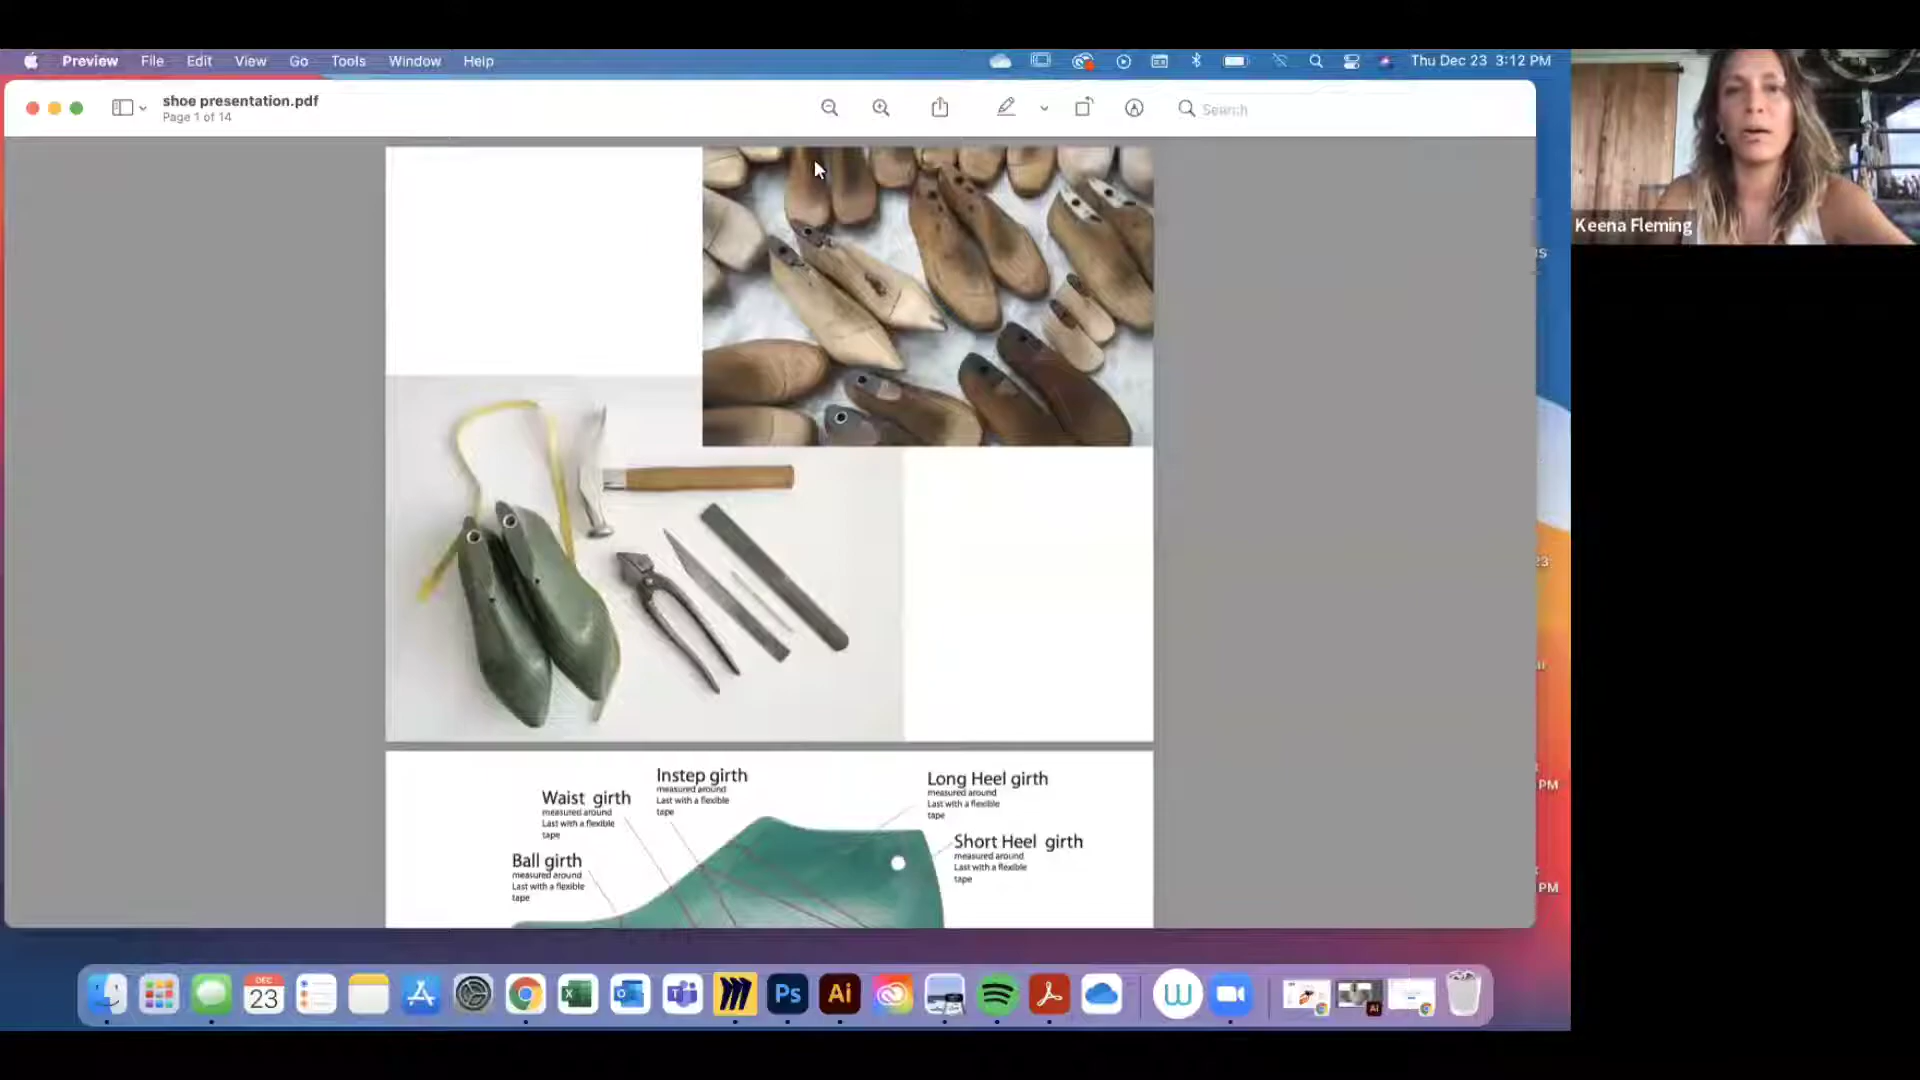 Preview File Edit View Go Tools Window Help Thu Dec 23 3:12 PM
shoe presentation.pdf
Page 1 of 14
Search
Keena Fleming
Instep girth
measured around
Last with a flexible
tape
Waist girth
measured around
Last with a flexible
tape
Ball girth
measured around
Last with a flexible
tape
Long Heel girth
measured around
Last with a flexible
tape
Short Heel girth
measured around
Last with a flexible
tape
PM
PM
DEC
23
Ps
Ai